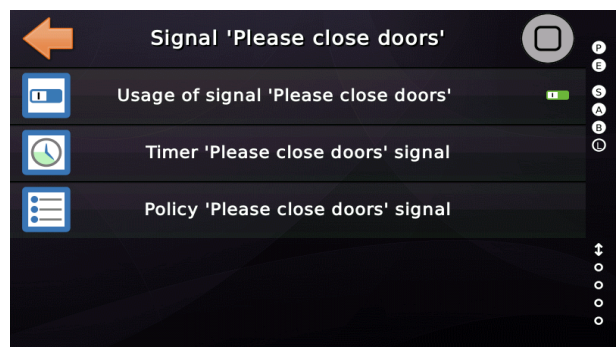 Signal 'Please close doors'
Usage of signal 'Please close doors'
Timer 'Please close doors' signal
Policy 'Please close doors' signal
P
E
S
A
B
L